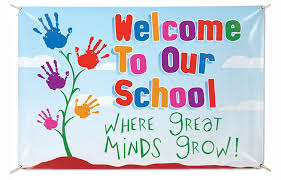 Welcome
To Our
School
WHERE GREAT
MINDS GROW!